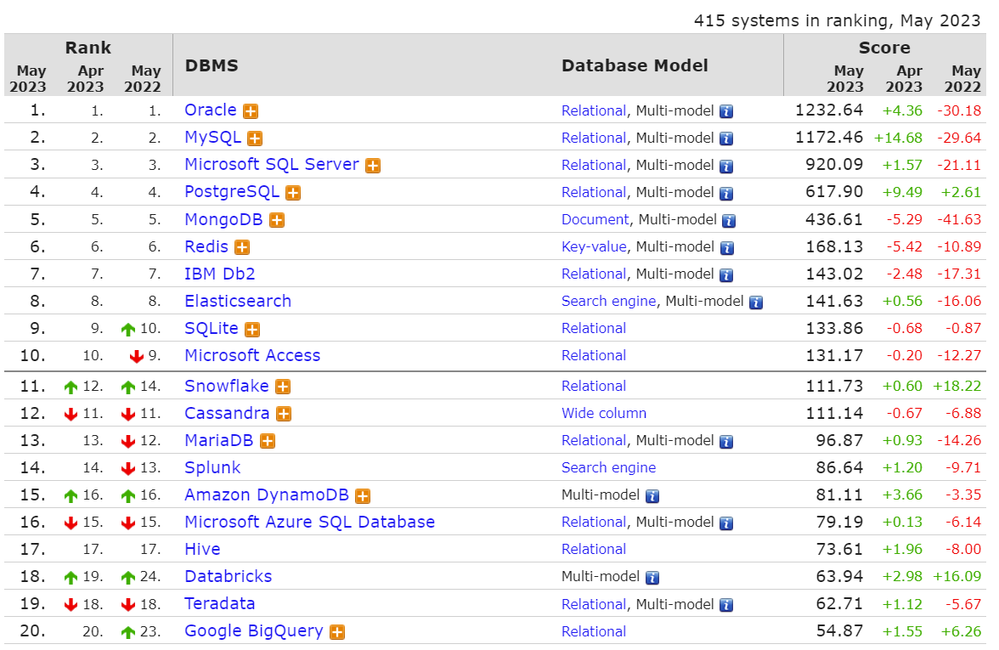 415 systems in ranking, May 2023
Rank DBMS Database Model Score
May 2023 Apr 2023 May 2022 May 2023 Apr 2023 May 2022
1. 1. 1. Oracle Relational, Multi-model 1232.64 +4.36 -30.18
2. 2. 2. MySQL Relational, Multi-model 1172.46 +14.68 -29.64
3. 3. 3. Microsoft SQL Server Relational, Multi-model 920.09 +1.57 -21.11
4. 4. 4. PostgreSQL Relational, Multi-model 617.90 +9.49 +2.61
5. 5. 5. MongoDB Document, Multi-model 436.61 -5.29 -41.63
6. 6. 6. Redis Key-value, Multi-model 168.13 -5.42 -10.89
7. 7. 7. IBM Db2 Relational, Multi-model 143.02 -2.48 -17.31
8. 8. 8. Elasticsearch Search engine, Multi-model 141.63 +0.56 -16.06
9. 9. 10. SQLite Relational 133.86 -0.68 -0.87
10. 10. 9. Microsoft Access Relational 131.17 -0.20 -12.27
11. 12. 14. Snowflake Relational 111.73 +0.60 +18.22
12. 11. 11. Cassandra Wide column 111.14 -0.67 -6.88
13. 13. 12. MariaDB Relational, Multi-model 96.87 +0.93 -14.26
14. 14. 13. Splunk Search engine 86.64 +1.20 -9.71
15. 16. 16. Amazon DynamoDB Multi-model 81.11 +3.66 -3.35
16. 15. 15. Microsoft Azure SQL Database Relational, Multi-model 79.19 +0.13 -6.14
17. 17. 17. Hive Relational 73.61 +1.96 -8.00
18. 19. 24. Databricks Multi-model 63.94 +2.98 +16.09
19. 18. 18. Teradata Relational, Multi-model 62.71 +1.12 -5.67
20. 20. 23. Google BigQuery Relational 54.87 +1.55 +6.26